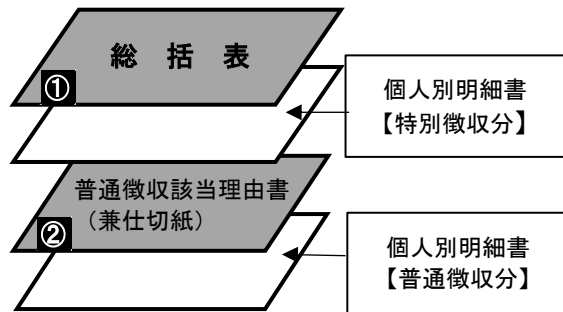 総括表
①
個人別明細書
【特別徴収分】
普通徴収該当理由書
（兼仕切紙）
②
個人別明細書
【普通徴収分】